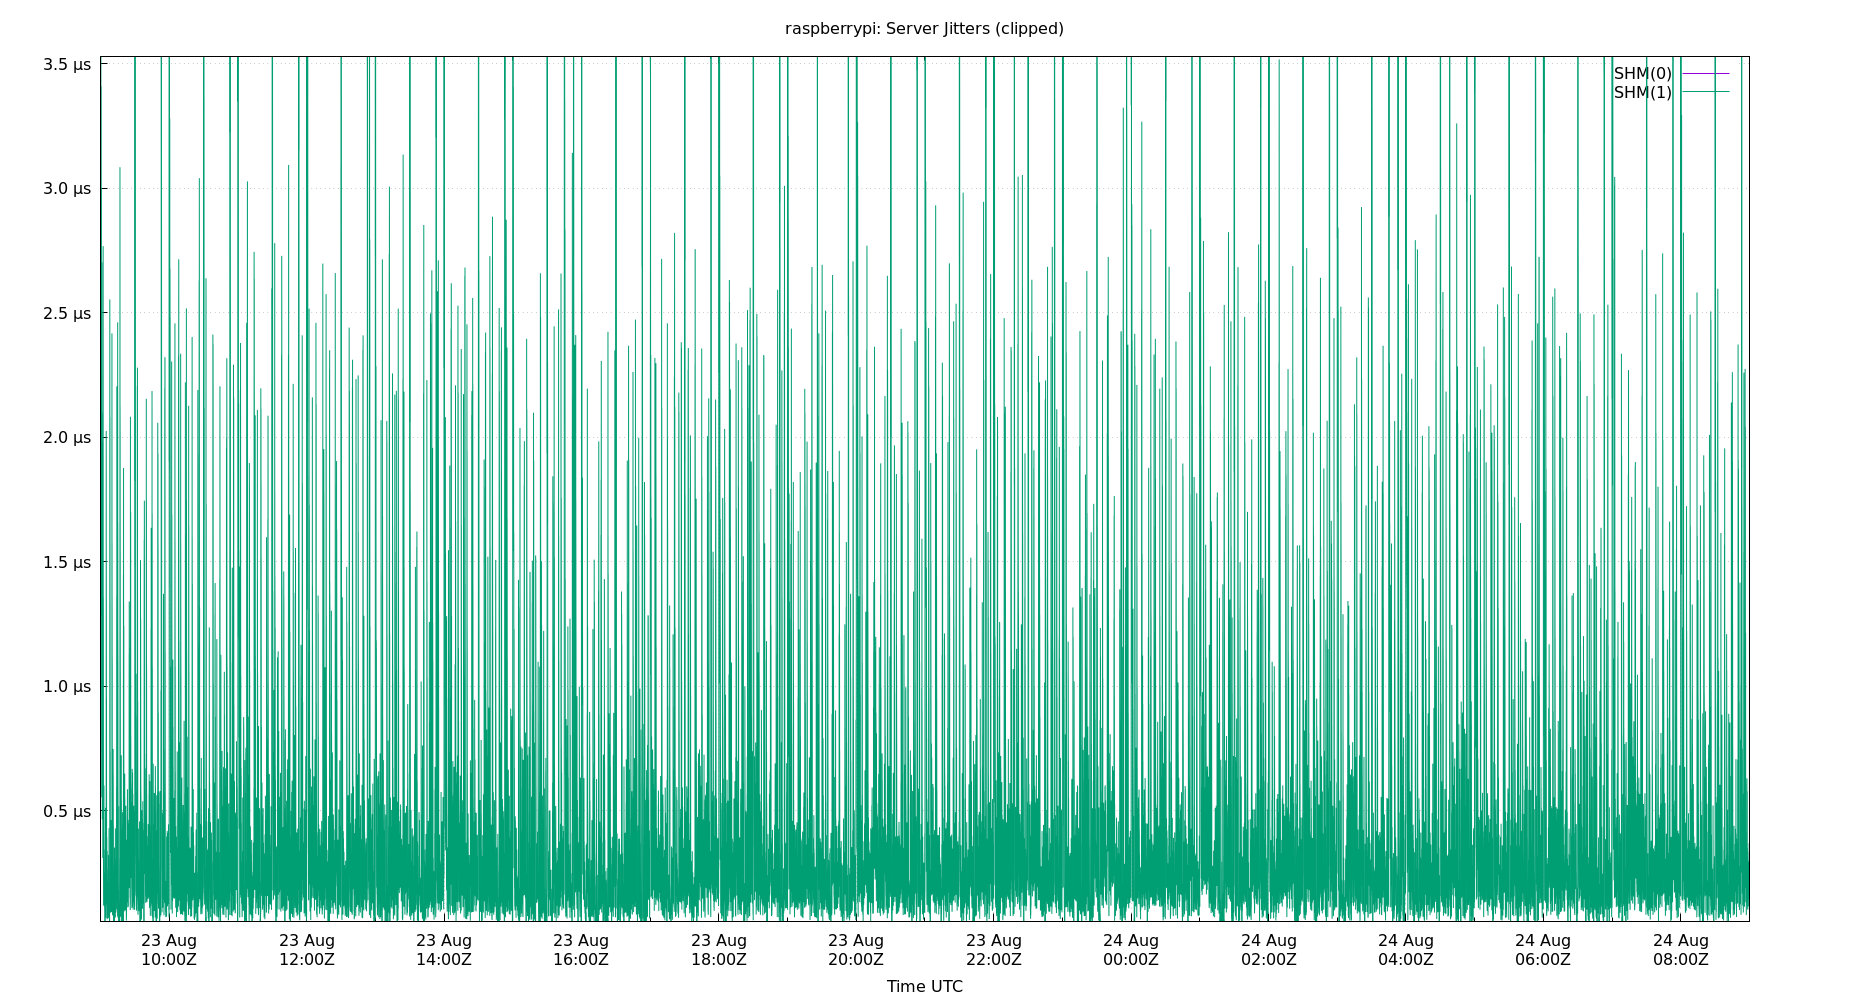 raspberrypi: Server Jitters (clipped)
3.5 µs
3.0 µs
2.5 µs
2.0 µs
1.5 µs
1.0 µs
0.5 µs
SHM(0)
SHM(1)
23 Aug 23 Aug 23 Aug 23 Aug 23 Aug 23 Aug 23 Aug 24 Aug 24 Aug 24 Aug 24 Aug 24 Aug
10:00Z 12:00Z 14:00Z 16:00Z 18:00Z 20:00Z 22:00Z 00:00Z 02:00Z 04:00Z 06:00Z 08:00Z
Time UTC